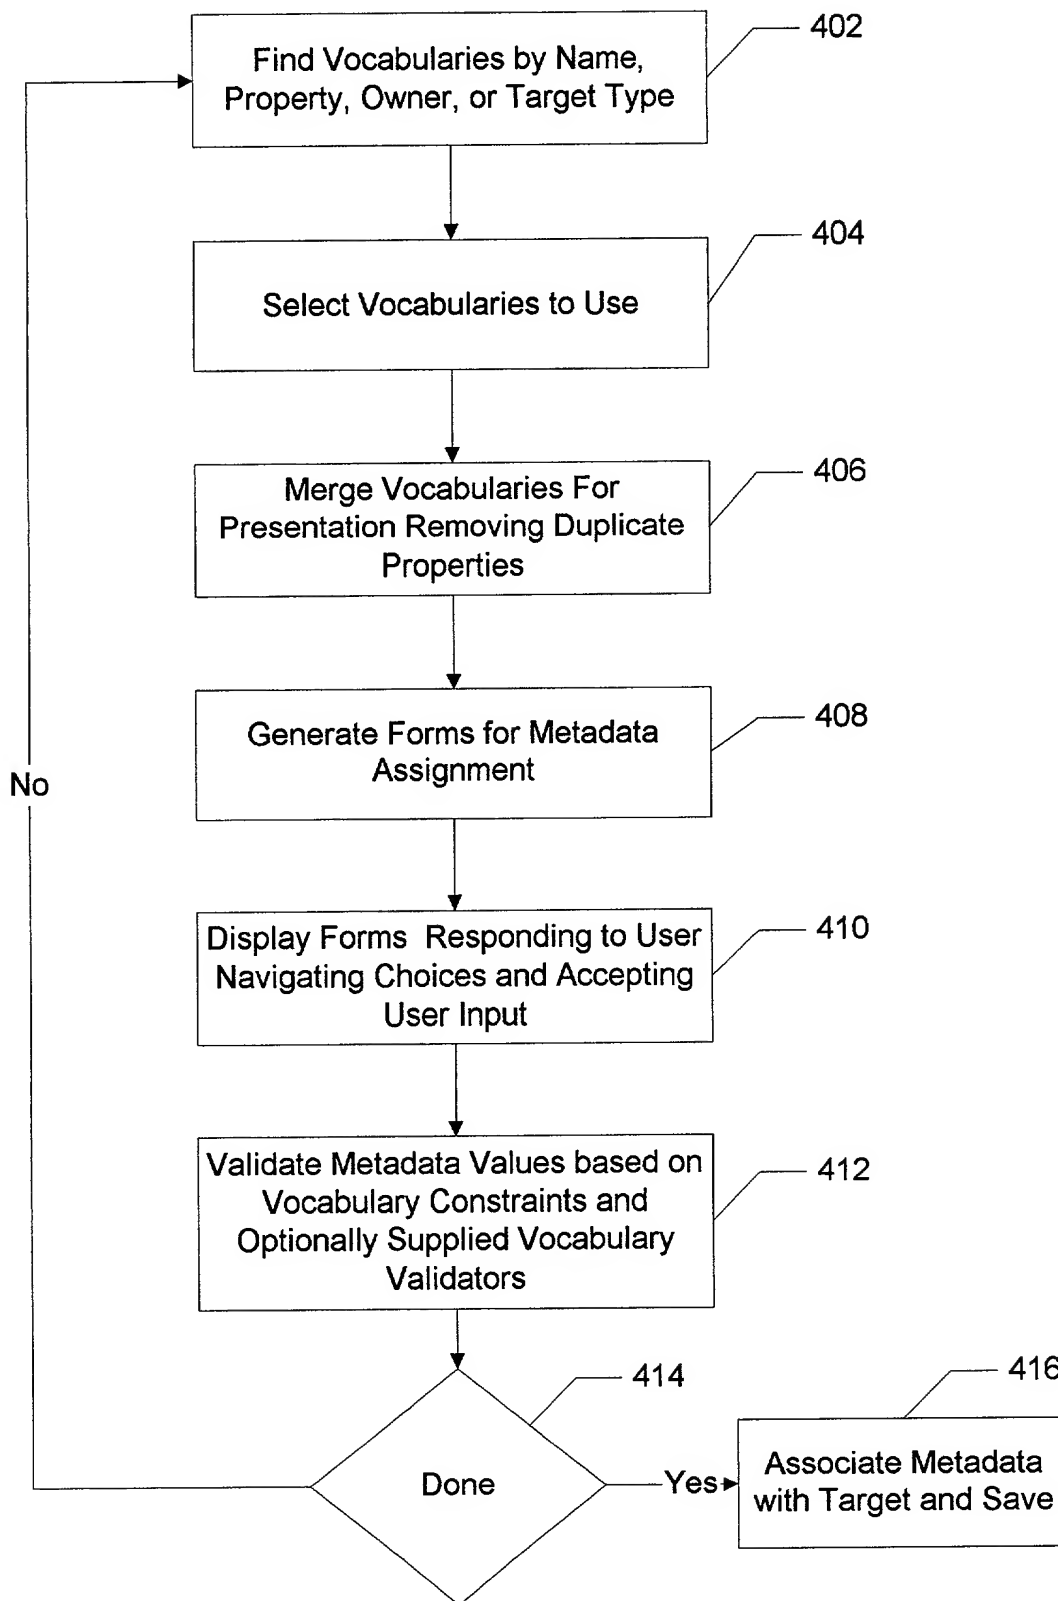 402
Find Vocabularies by Name,
Property, Owner, or Target Type
404
Select Vocabularies to Use
406
Merge Vocabularies For
Presentation Removing Duplicate
Properties
408
Generate Forms for Metadata
Assignment
No
410
Display Forms Responding to User
Navigating Choices and Accepting
User Input
412
Validate Metadata Values based on
Vocabulary Constraints and
Optionally Supplied Vocabulary
Validators
414
416
Done
Yes
Associate Metadata
with Target and Save